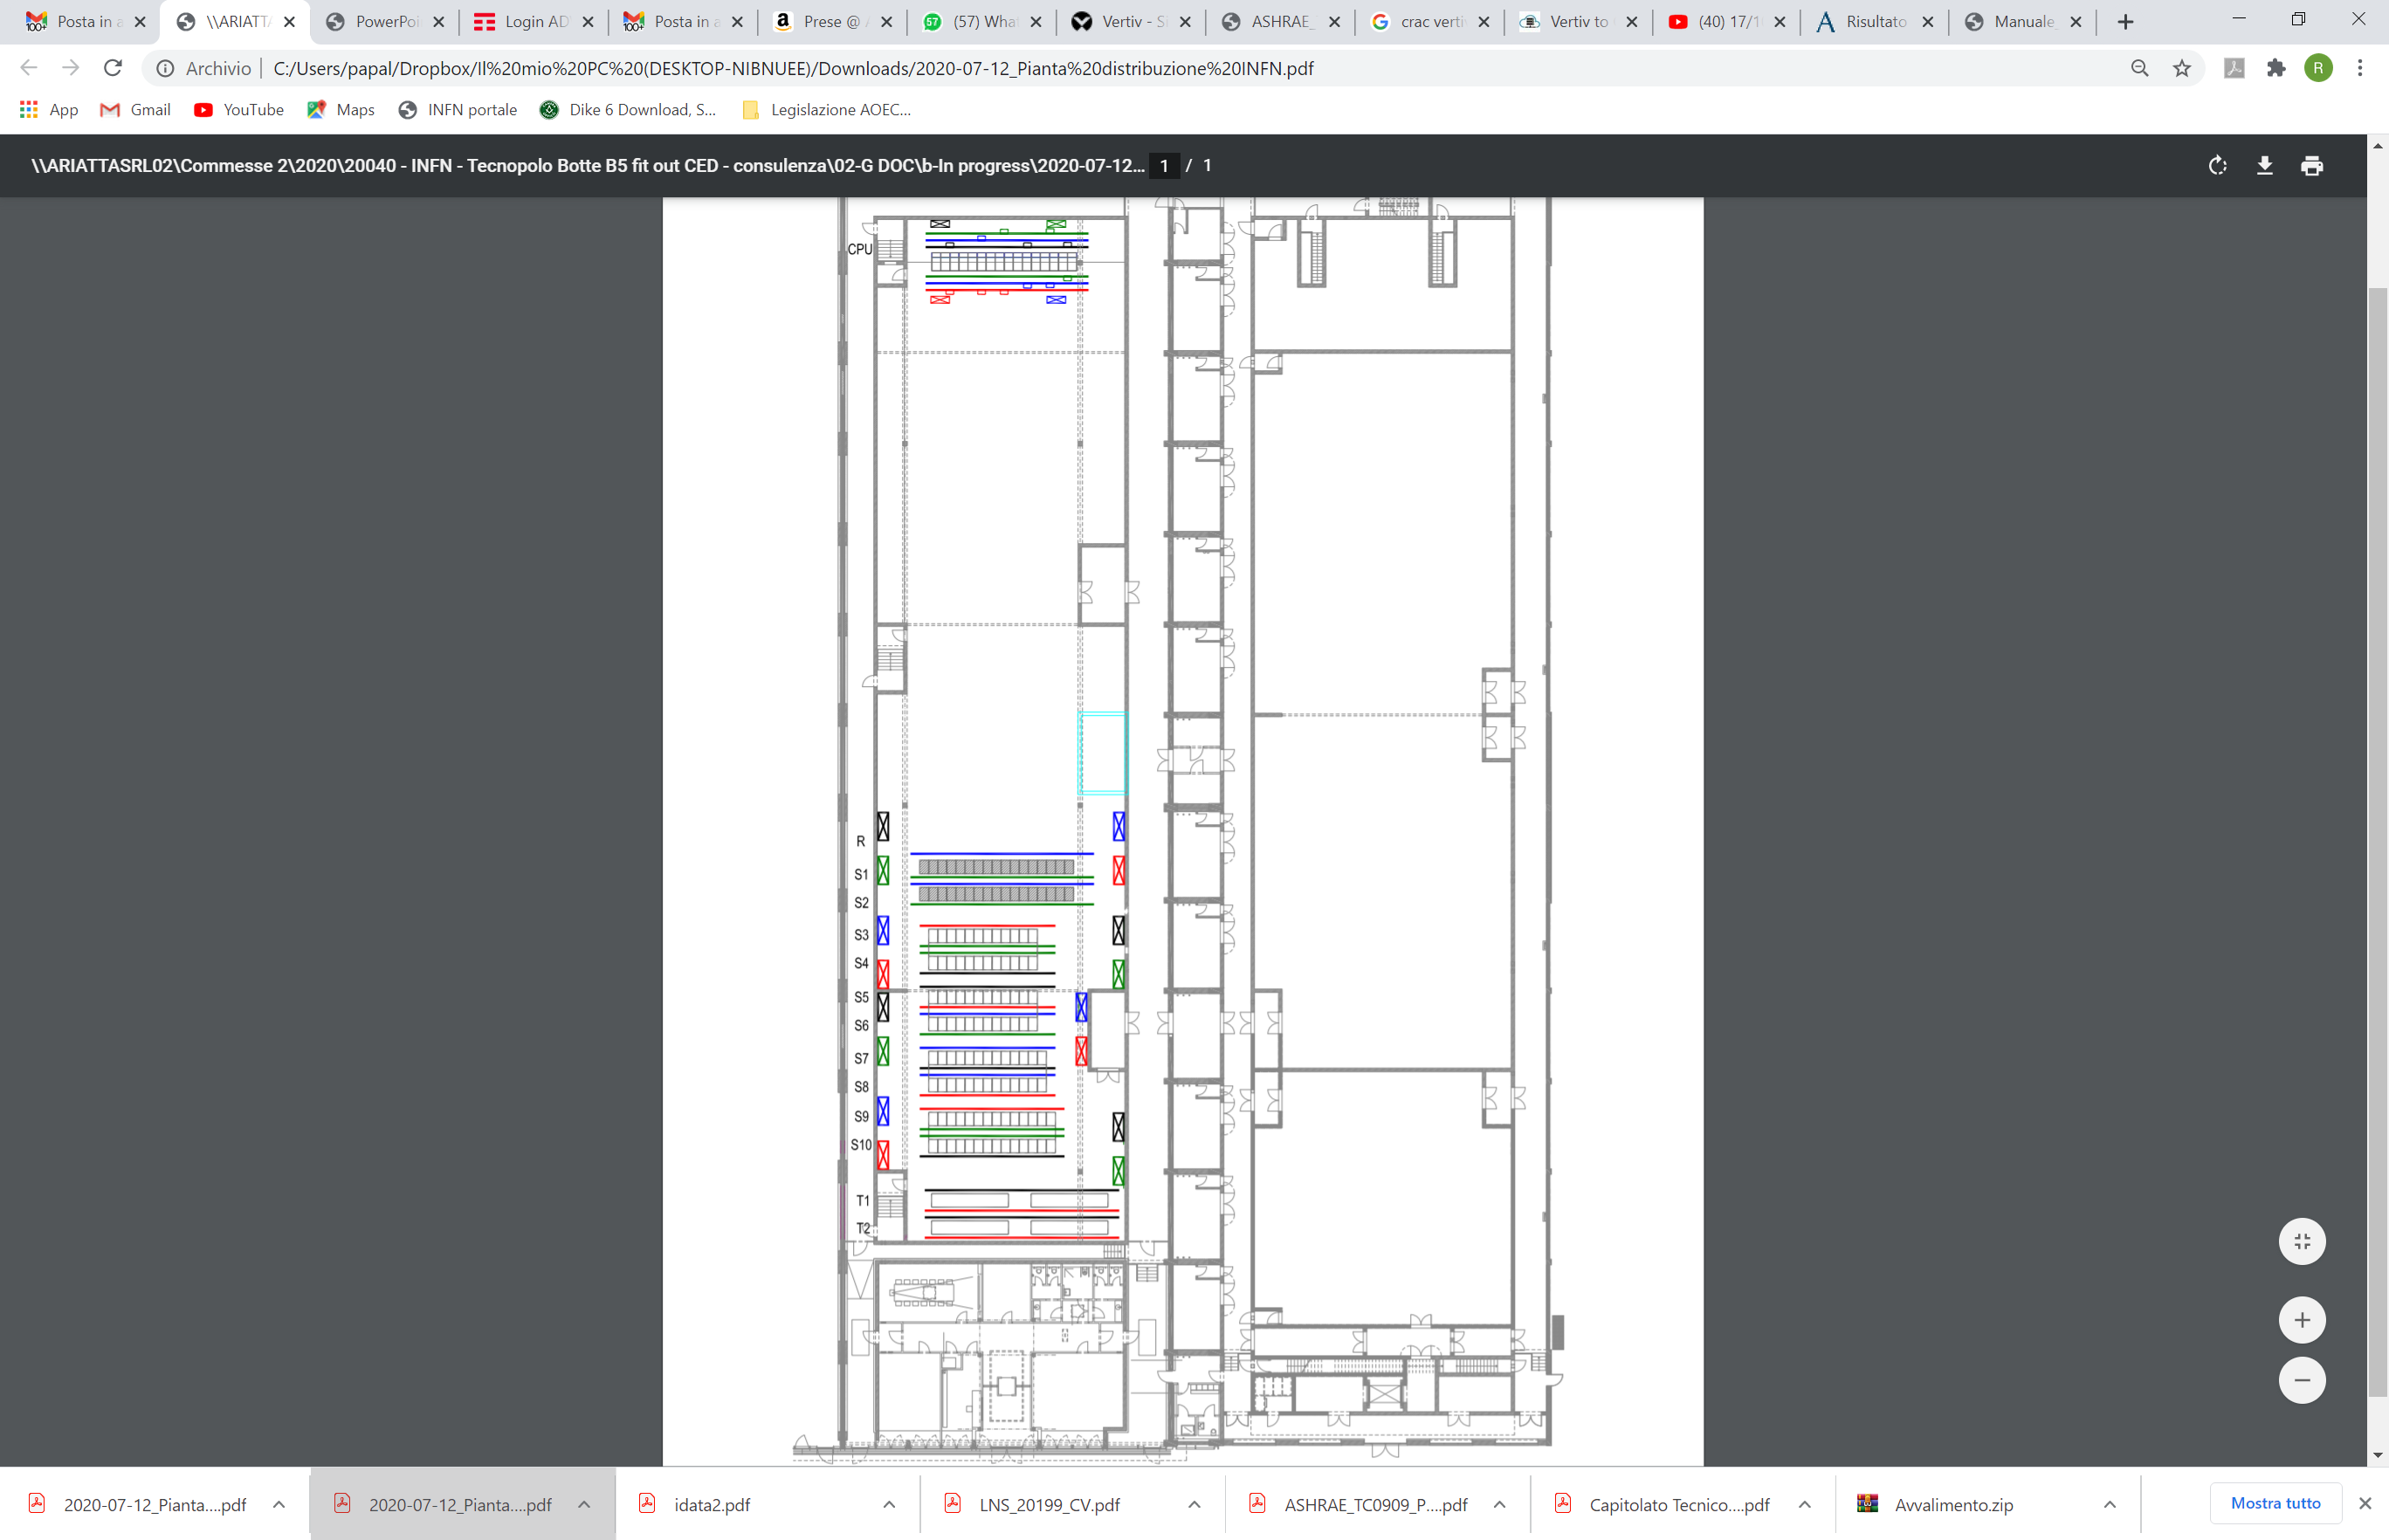 Posta in a
\\ARIATTA
PowerPoi
Login AD
Posta in a
Prese @ A
(57) What
Vertiv - Si
ASHRAE_
crac verti
Vertiv to
(40) 17/1
Risultato
Manuale_
Archivio
C:/Users/papal/Dropbox/Il%20mio%20PC%20(DESKTOP-NIBNUEE)/Downloads/2020-07-12_Pianta%20distribuzione%20INFN.pdf
R
App
Gmail
YouTube
Maps
INFN portale
Dike 6 Download, S...
Legislazione AOEC...
\\ARIATTASRL02\Commesse 2\2020\20040 - INFN - Tecnopolo Botte B5 fit out CED - consulenza\02-G DOC\b-In progress\2020-07-12... 1 / 1
CPU
R
S1
S2
S3
S4
S5
S6
S7
S8
S9
S10
T1
T2
2020-07-12_Pianta....pdf
2020-07-12_Pianta....pdf
idata2.pdf
LNS_20199_CV.pdf
ASHRAE_TC0909_P....pdf
Capitolato Tecnico....pdf
Avvalimento.zip
Mostra tutto